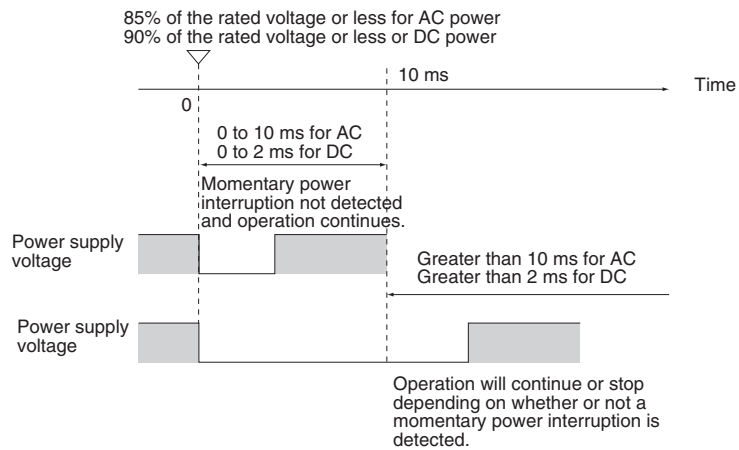 85% of the rated voltage or less for AC power
90% of the rated voltage or less or DC power
10 ms
Time
0
0 to 10 ms for AC
0 to 2 ms for DC
Momentary power
interruption not detected
and operation continues.
Power supply
voltage
Greater than 10 ms for AC
Greater than 2 ms for DC
Power supply
voltage
Operation will continue or stop
depending on whether or not a
momentary power interruption is
detected.